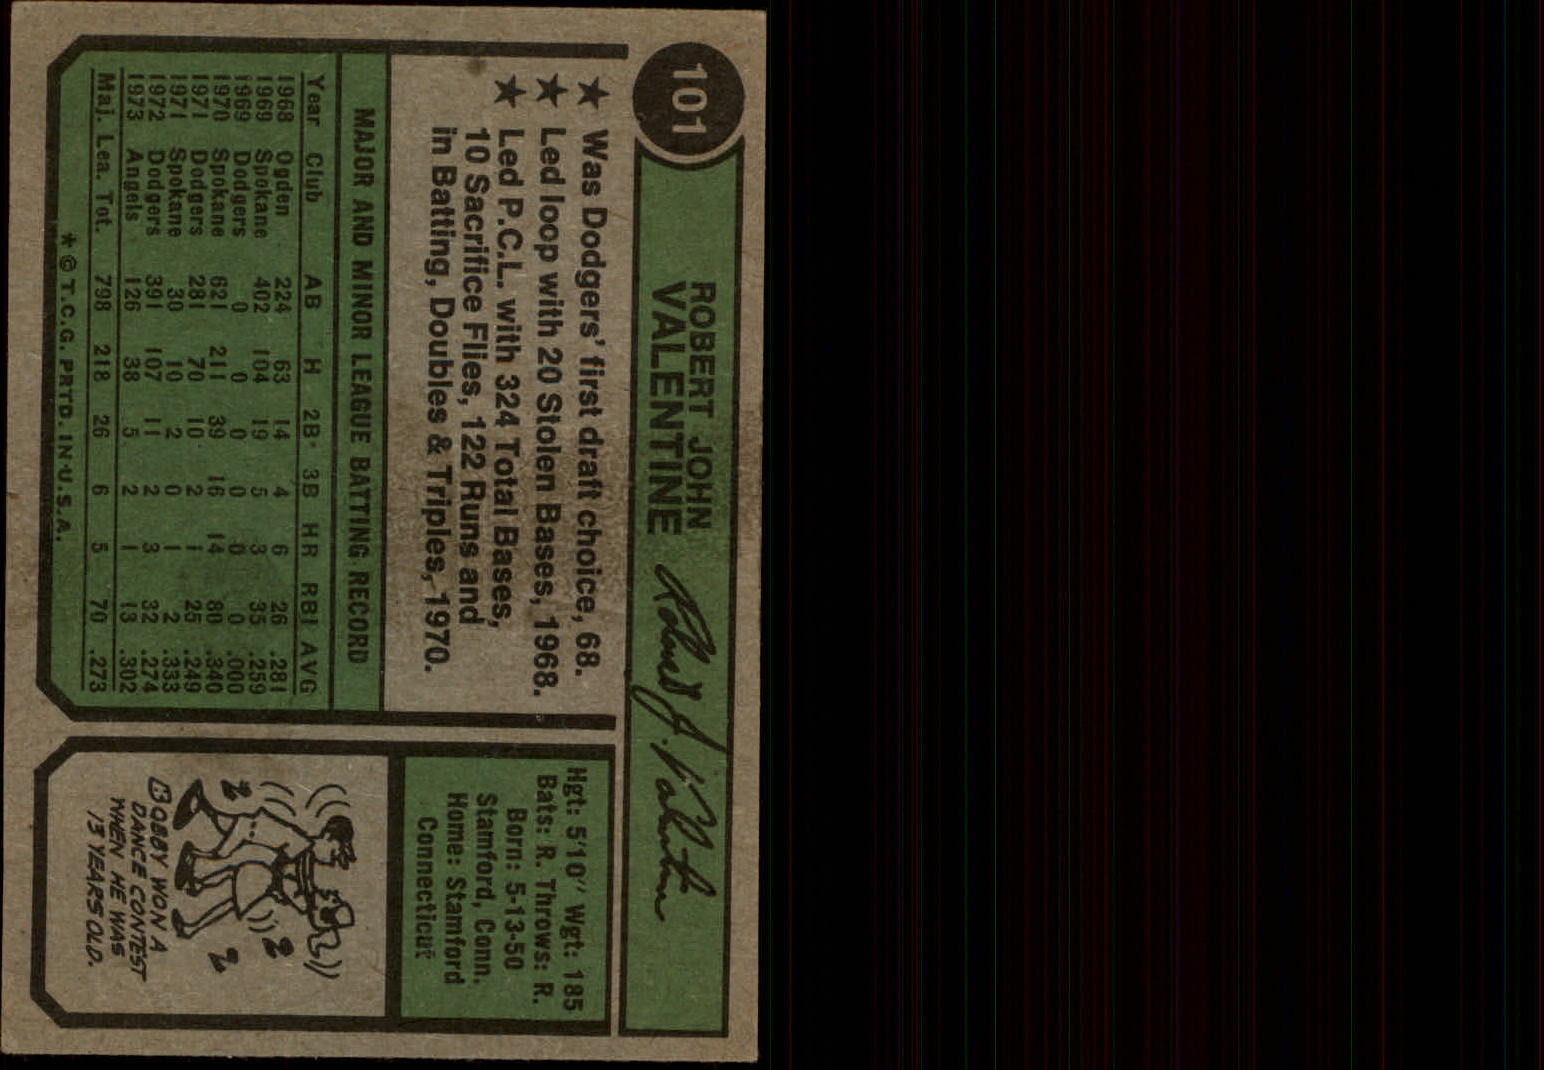 101
ROBERT JOHN
VALENTINE
Robert J. Valentine
★ Was Dodgers' first draft choice, 68.
★ Led loop with 20 Stolen Bases, 1968.
★ Led P.C.L. with 324 Total Bases,
10 Sacrifice Flies, 122 Runs and
in Batting, Doubles & Triples, 1970.
MAJOR AND MINOR LEAGUE BATTING RECORD
Year Club AB H 2B 3B HR RBI AVG
1968 Ogden 224 63 14 4 6 26 .281
1969 Spokane 402 104 19 5 3 35 .259
1969 Dodgers 0 0 0 0 0 0 .000
1970 Spokane 621 211 39 16 14 80 .340
1971 Dodgers 281 70 10 2 1 25 .249
1971 Spokane 30 10 2 0 1 2 .333
1972 Dodgers 391 107 11 2 3 32 .274
1973 Angels 126 38 5 2 1 13 .302
Maj. Lea. Tot. 798 218 26 6 5 70 .273
* © T.C.G. PRTD. IN U.S.A.
Hgt: 5'10" Wgt: 185
Bats: R. Throws: R.
Born: 5-13-50
Stamford, Conn.
Home: Stamford
Connecticut
BOBBY WON A
DANCE CONTEST
WHEN HE WAS
13 YEARS OLD.